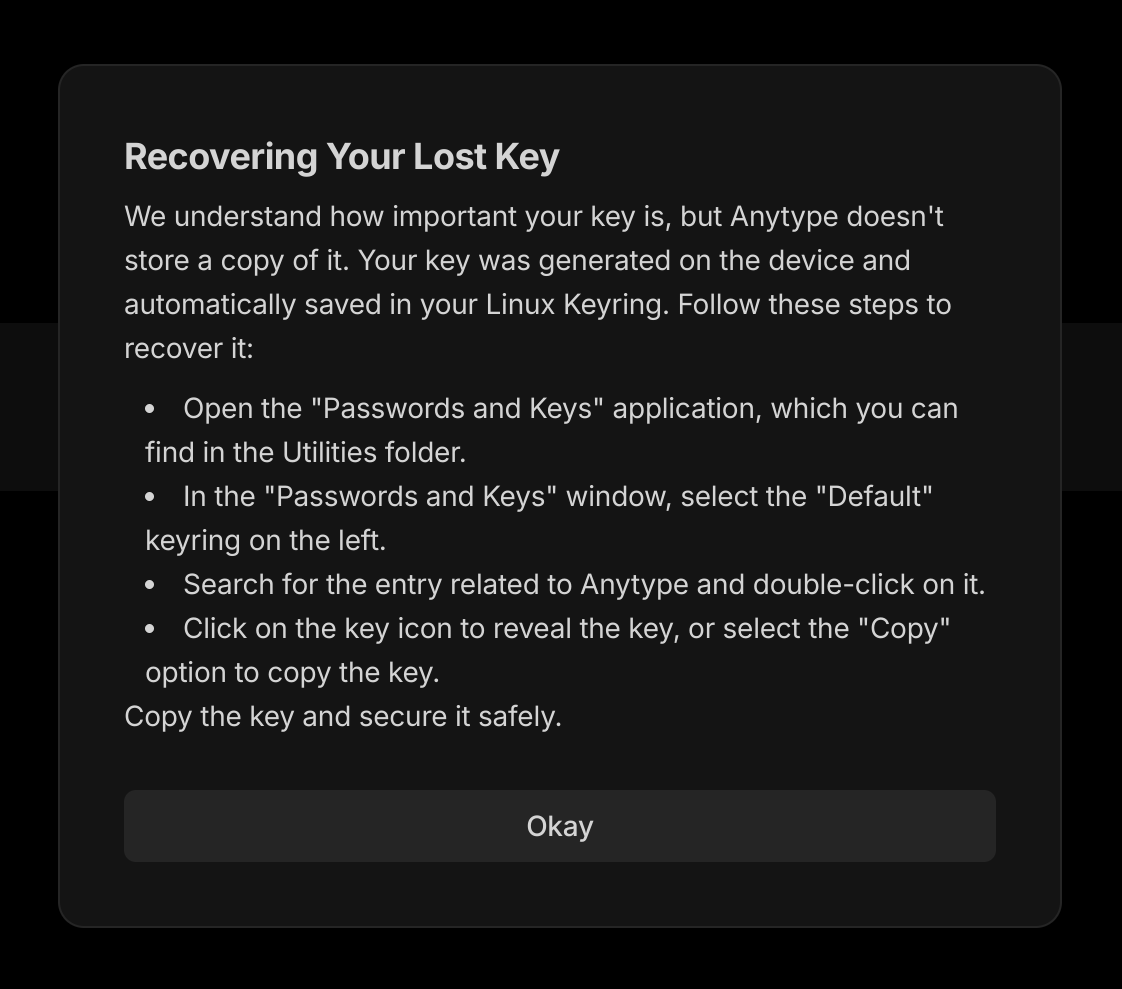 Recovering Your Lost Key
We understand how important your key is, but Anytype doesn't
store a copy of it. Your key was generated on the device and
automatically saved in your Linux Keyring. Follow these steps to
recover it:
• Open the "Passwords and Keys" application, which you can
find in the Utilities folder.
• In the "Passwords and Keys" window, select the "Default"
keyring on the left.
• Search for the entry related to Anytype and double-click on it.
• Click on the key icon to reveal the key, or select the "Copy"
option to copy the key.
Copy the key and secure it safely.
Okay